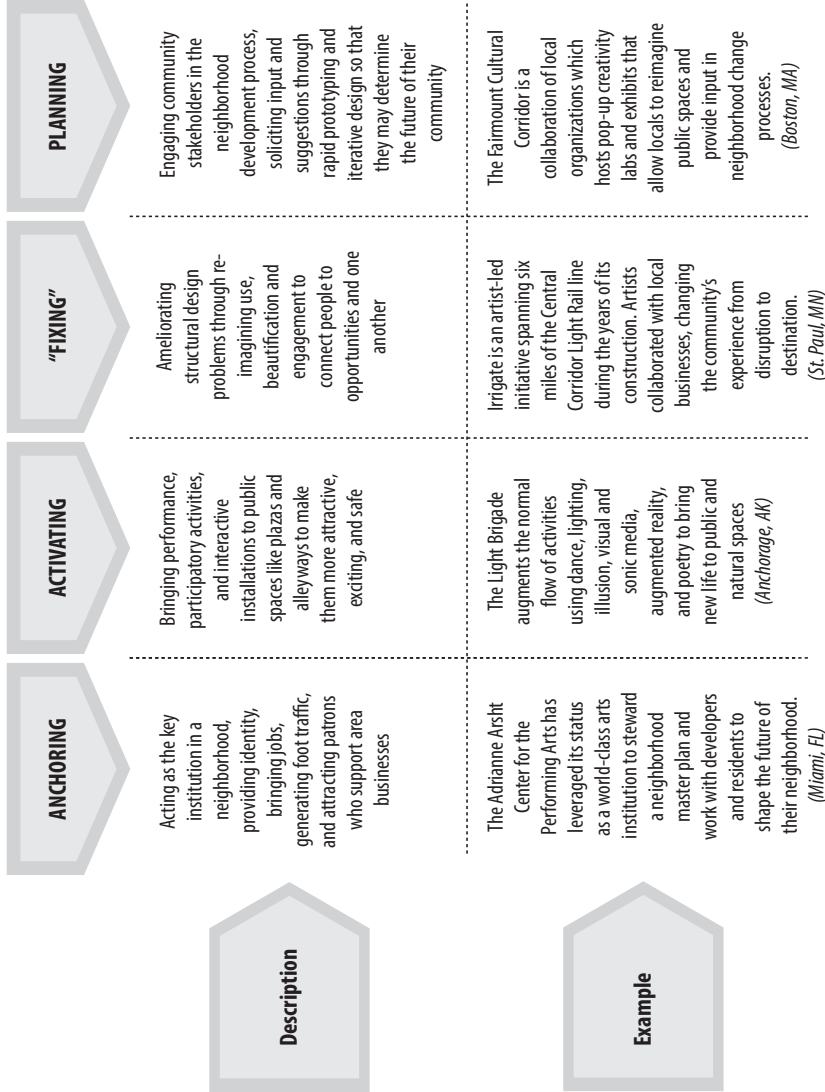 ANCHORING
ACTIVATING
"FIXING"
PLANNING
Description
Acting as the key
institution in a
neighborhood,
providing identity,
bringing jobs,
generating foot traffic,
and attracting patrons
who support area
businesses
Bringing performance,
participatory activities,
and interactive
installations to public
spaces like plazas and
alley ways to make
them more attractive,
exciting, and safe
Ameliorating
structural design
problems through re-
imagining use,
beautification and
engagement to
connect people to
opportunities and one
another
Engaging community
stakeholders in the
neighborhood
development process,
soliciting input and
suggestions through
rapid prototyping and
iterative design so that
they may determine
the future of their
community
Example
The Adrianne Arsht
Center for the
Performing Arts has
leveraged its status
as a world-class arts
institution to steward
a neighborhood
master plan and
work with developers
and residents to
shape the future of
their neighborhood.
(Miami, FL)
The Light Brigade
augments the normal
flow of activities
using dance, lighting,
illusion, visual and
sonic media,
augmented reality,
and poetry to bring
new life to public and
natural spaces
(Anchorage, AK)
Irrigate is an artist-led
initiative spanning six
miles of the Central
Corridor Light Rail line
during the years of its
construction. Artists
collaborated with local
businesses, changing
the community's
experience from
disruption to
destination.
(St. Paul, MN)
The Fairmount Cultural
Corridor is a
collaboration of local
organizations which
hosts pop-up creativity
labs and exhibits that
allow locals to reimagine
public spaces and
provide input in
neighborhood change
processes.
(Boston, MA)